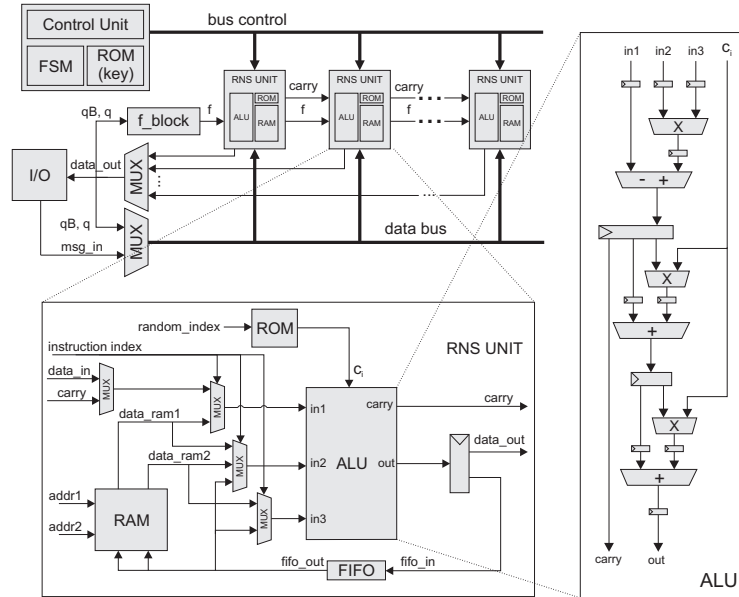 Control Unit
FSM
ROM
(key)
bus control
RNS UNIT
ALU
ROM
RAM
carry
f
RNS UNIT
ALU
ROM
RAM
carry
f
RNS UNIT
ALU
ROM
RAM
qB, q
f_block
f
I/O
data_out
MUX
qB, q
msg_in
MUX
data bus
random_index
ROM
RNS UNIT
instruction index
data_in
carry
MUX
MUX
ci
data_ram1
in1
carry
carry
data_ram2
MUX
in2
ALU
out
data_out
addr1
addr2
RAM
MUX
in3
fifo_out
FIFO
fifo_in
in1
in2
in3
ci
X
- +
X
+
X
+
carry
out
ALU